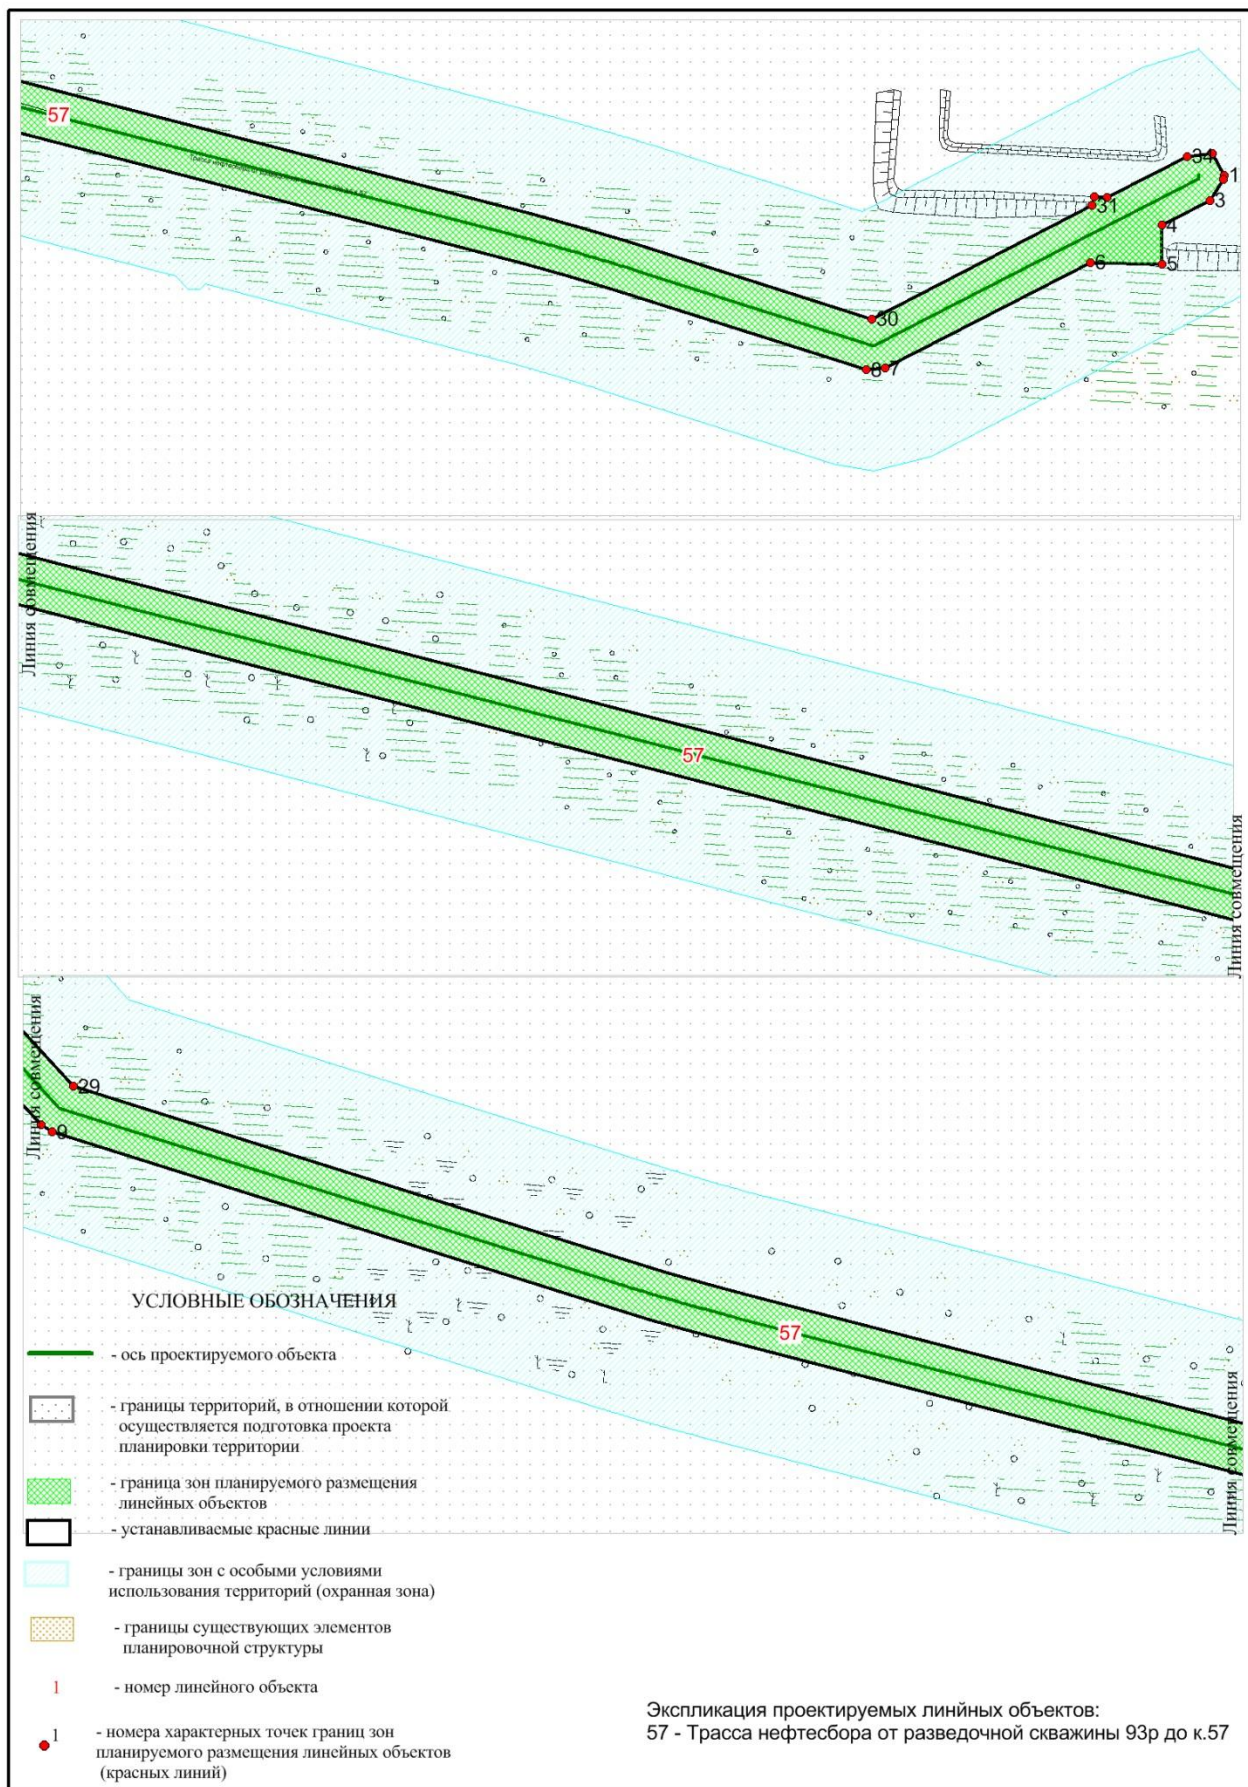 57
34
1
3
31
4
6
5
30
8
7
Линия совмещения
57
Линия совмещения
Линия совмещения
29
9
57
Линия совмещения
УСЛОВНЫЕ ОБОЗНАЧЕНИЯ
- ось проектируемого объекта
- границы территорий, в отношении которой
осуществляется подготовка проекта
планировки территории
- граница зон планируемого размещения
линейных объектов
- устанавливаемые красные линии
- границы зон с особыми условиями
использования территорий (охранная зона)
- границы существующих элементов
планировочной структуры
1 - номер линейного объекта
1 - номера характерных точек границ зон
планируемого размещения линейных объектов
(красных линий)
Экспликация проектируемых линйных объектов:
57 - Трасса нефтесбора от разведочной скважины 93р до к.57